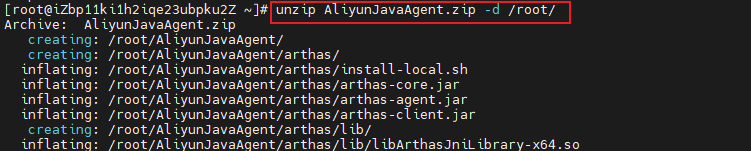 [root@iZbp11ki1h2iqe23ubpku2Z ~]# unzip AliyunJavaAgent.zip -d /root/
Archive:  AliyunJavaAgent.zip
   creating: /root/AliyunJavaAgent/
   creating: /root/AliyunJavaAgent/arthas/
  inflating: /root/AliyunJavaAgent/arthas/install-local.sh
  inflating: /root/AliyunJavaAgent/arthas/arthas-core.jar
  inflating: /root/AliyunJavaAgent/arthas/arthas-agent.jar
  inflating: /root/AliyunJavaAgent/arthas/arthas-client.jar
   creating: /root/AliyunJavaAgent/arthas/lib/
  inflating: /root/AliyunJavaAgent/arthas/lib/libArthasJniLibrary-x64.so